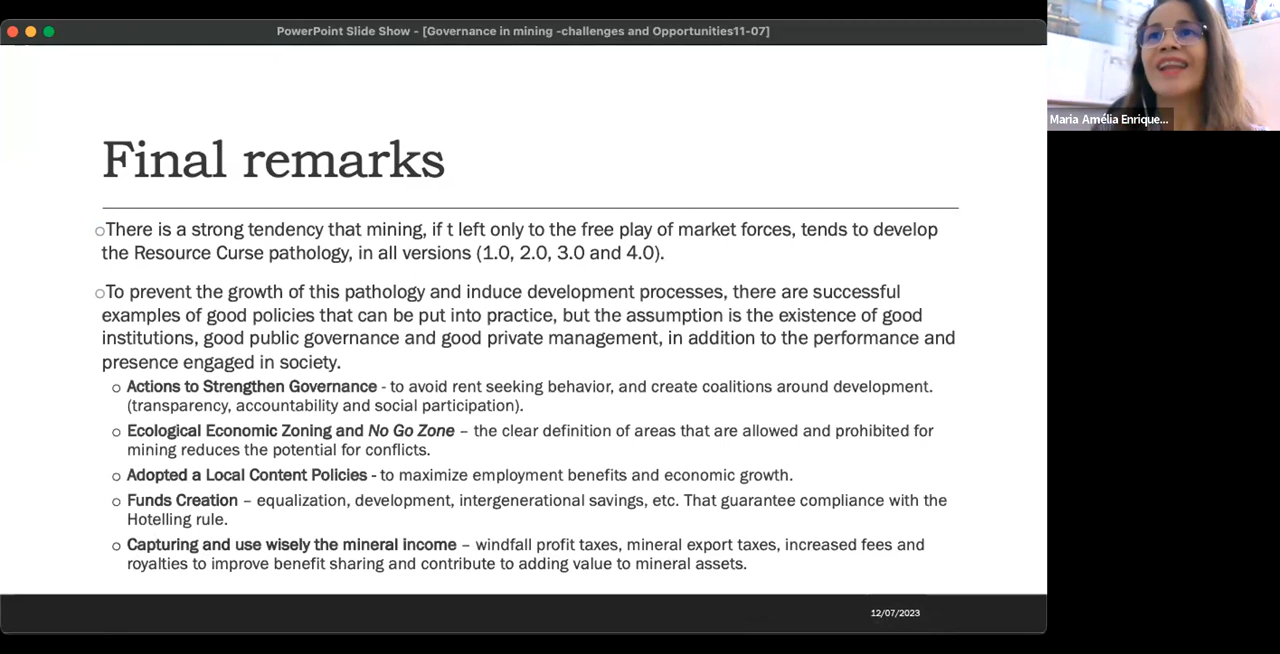 PowerPoint Slide Show - [Governance in mining -challenges and Opportunities11-07]
Maria Amélia Enrique...
Final remarks
There is a strong tendency that mining, if t left only to the free play of market forces, tends to develop
the Resource Curse pathology, in all versions (1.0, 2.0, 3.0 and 4.0).
To prevent the growth of this pathology and induce development processes, there are successful
examples of good policies that can be put into practice, but the assumption is the existence of good
institutions, good public governance and good private management, in addition to the performance and
presence engaged in society.
Actions to Strengthen Governance - to avoid rent seeking behavior, and create coalitions around development.
(transparency, accountability and social participation).
Ecological Economic Zoning and No Go Zone – the clear definition of areas that are allowed and prohibited for
mining reduces the potential for conflicts.
Adopted a Local Content Policies - to maximize employment benefits and economic growth.
Funds Creation – equalization, development, intergenerational savings, etc. That guarantee compliance with the
Hotelling rule.
Capturing and use wisely the mineral income – windfall profit taxes, mineral export taxes, increased fees and
royalties to improve benefit sharing and contribute to adding value to mineral assets.
12/07/2023